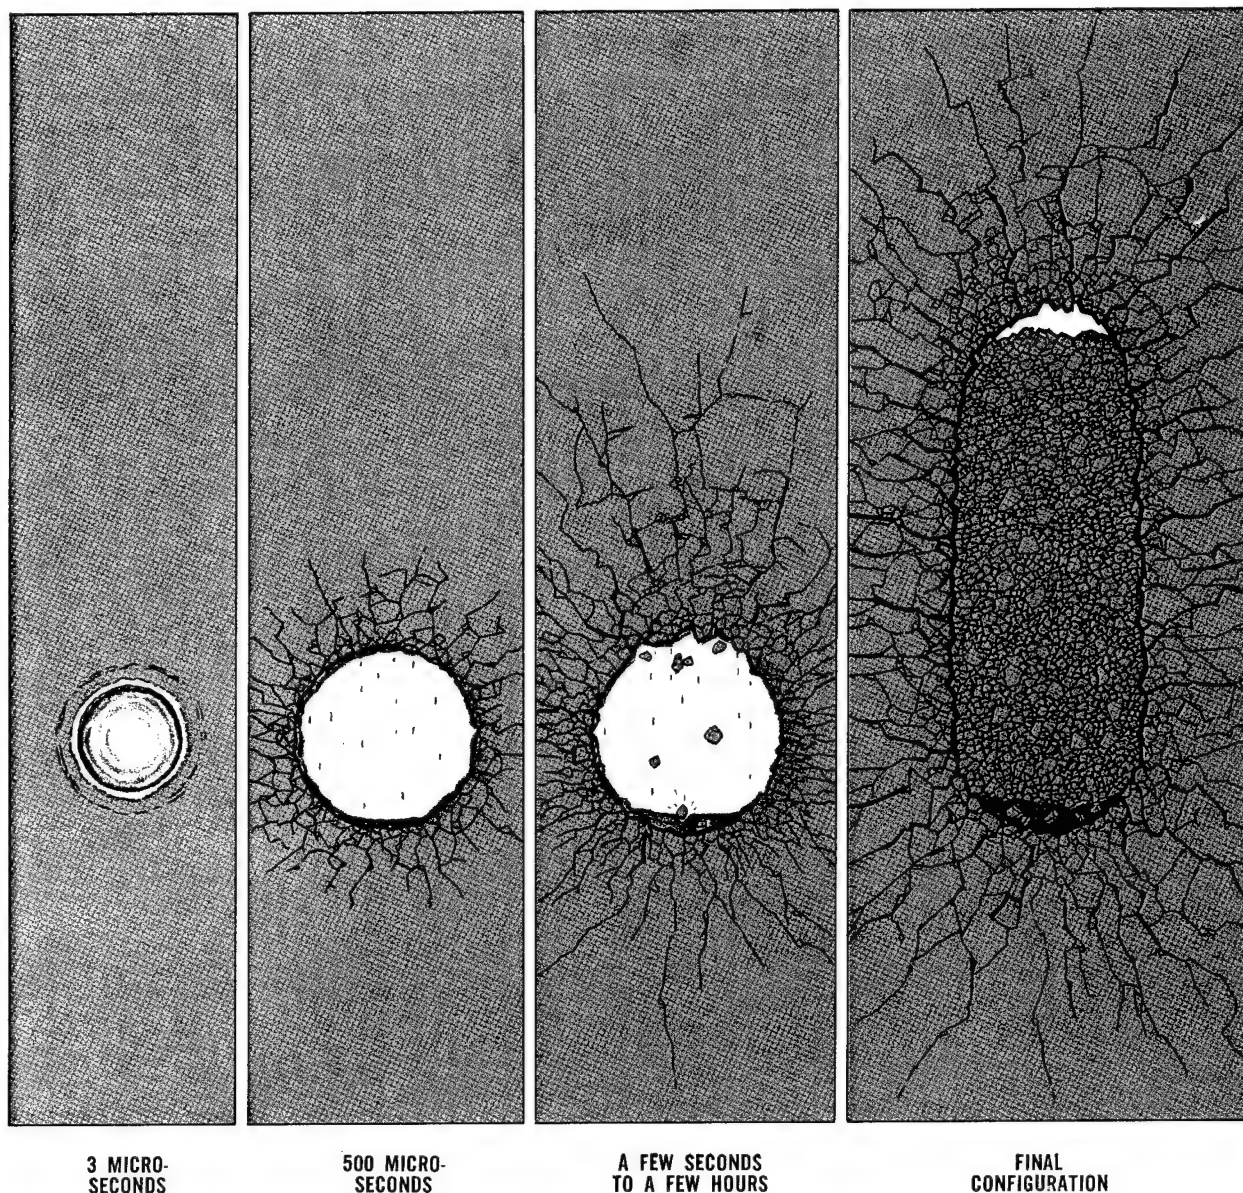 3 MICRO-
SECONDS
500 MICRO-
SECONDS
A FEW SECONDS
TO A FEW HOURS
FINAL
CONFIGURATION